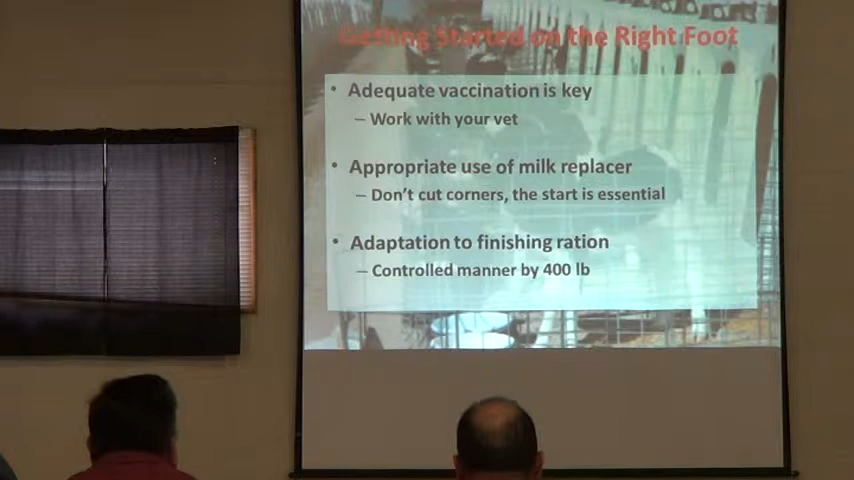 Getting Started on the Right Foot
• Adequate vaccination is key
– Work with your vet
• Appropriate use of milk replacer
– Don't cut corners, the start is essential
• Adaptation to finishing ration
– Controlled manner by 400 lb